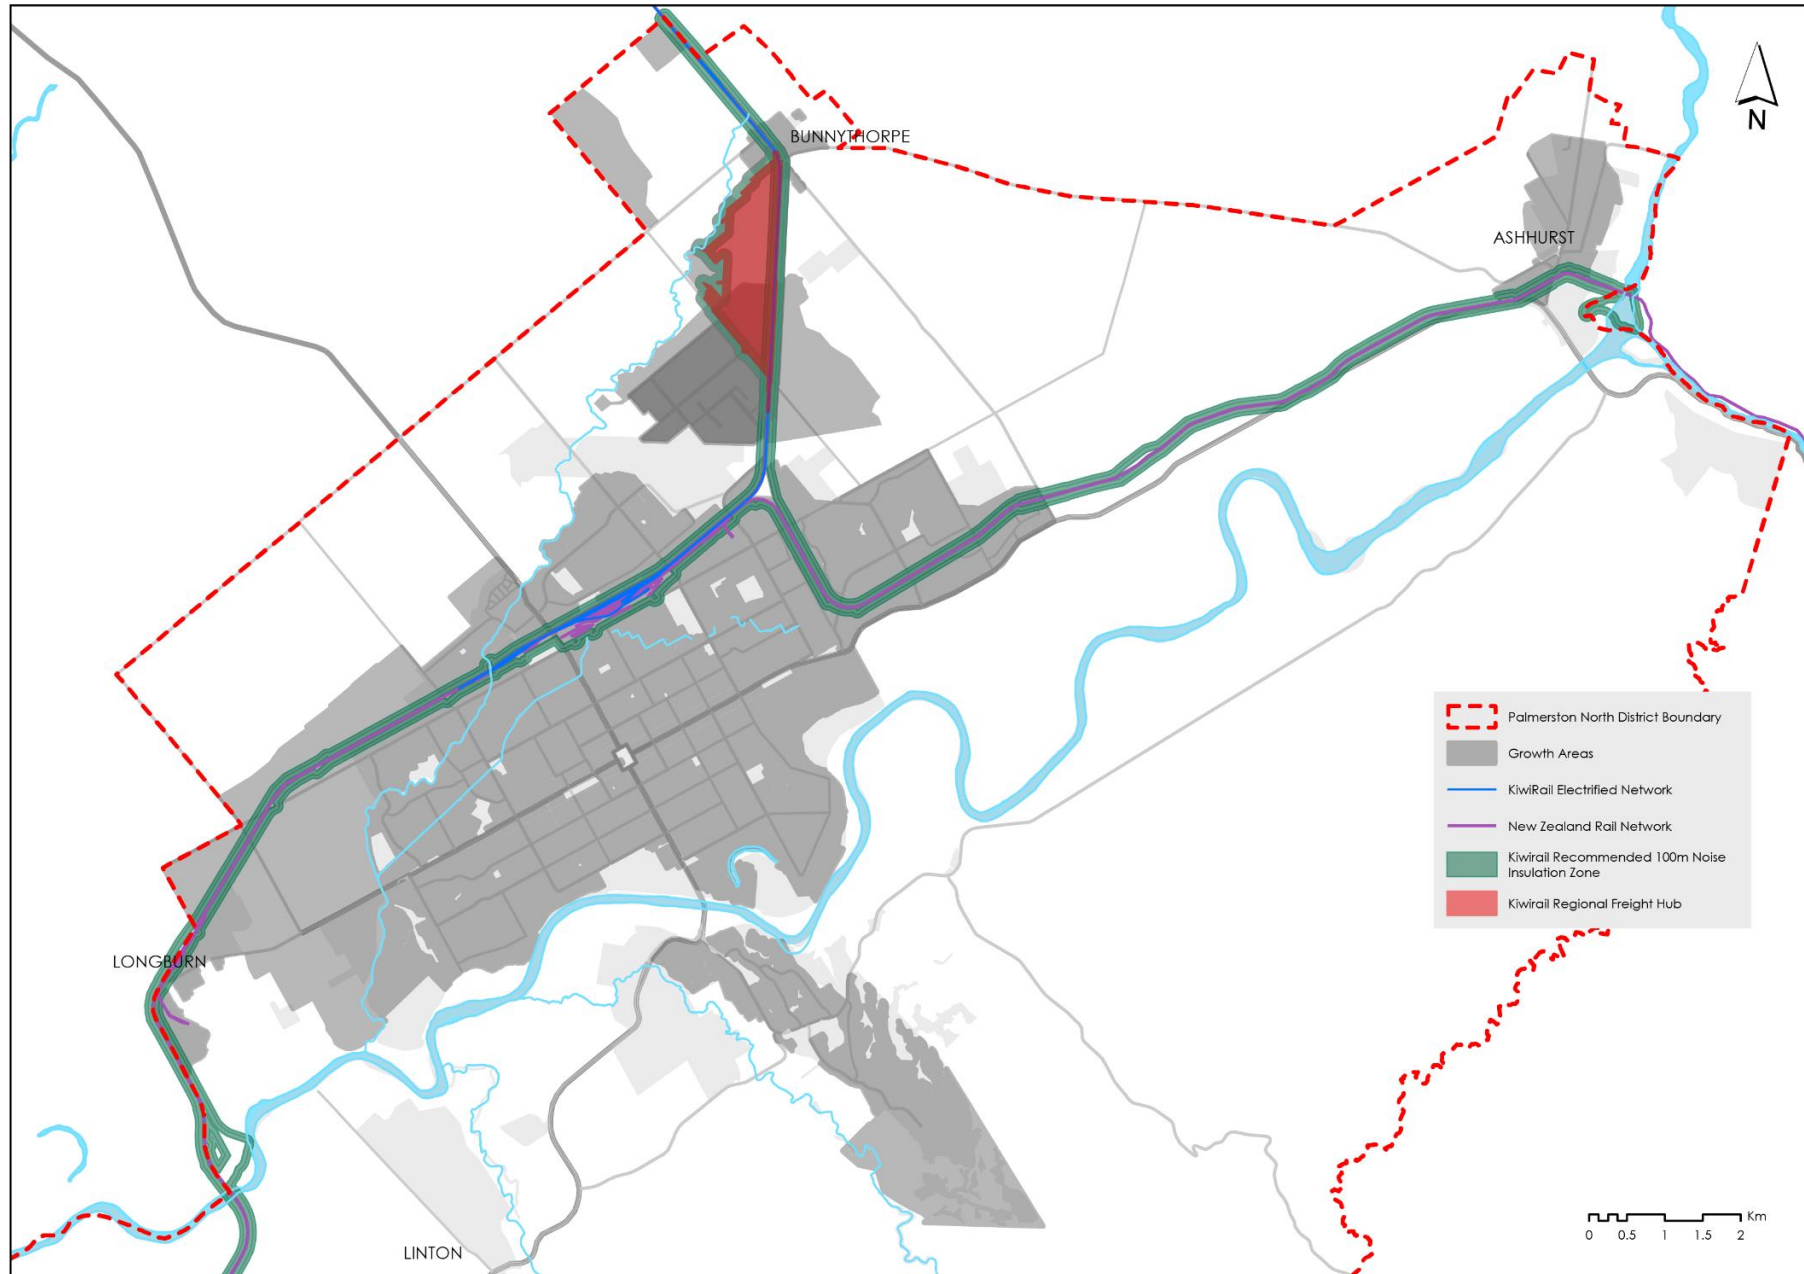 BUNNYTHORPE
N
ASHHURST
Palmerston North District Boundary
Growth Areas
KiwiRail Electrified Network
New Zealand Rail Network
Kiwirail Recommended 100m Noise
Insulation Zone
Kiwirail Regional Freight Hub
LONGBURN
LINTON
Km
0 0.5 1 1.5 2